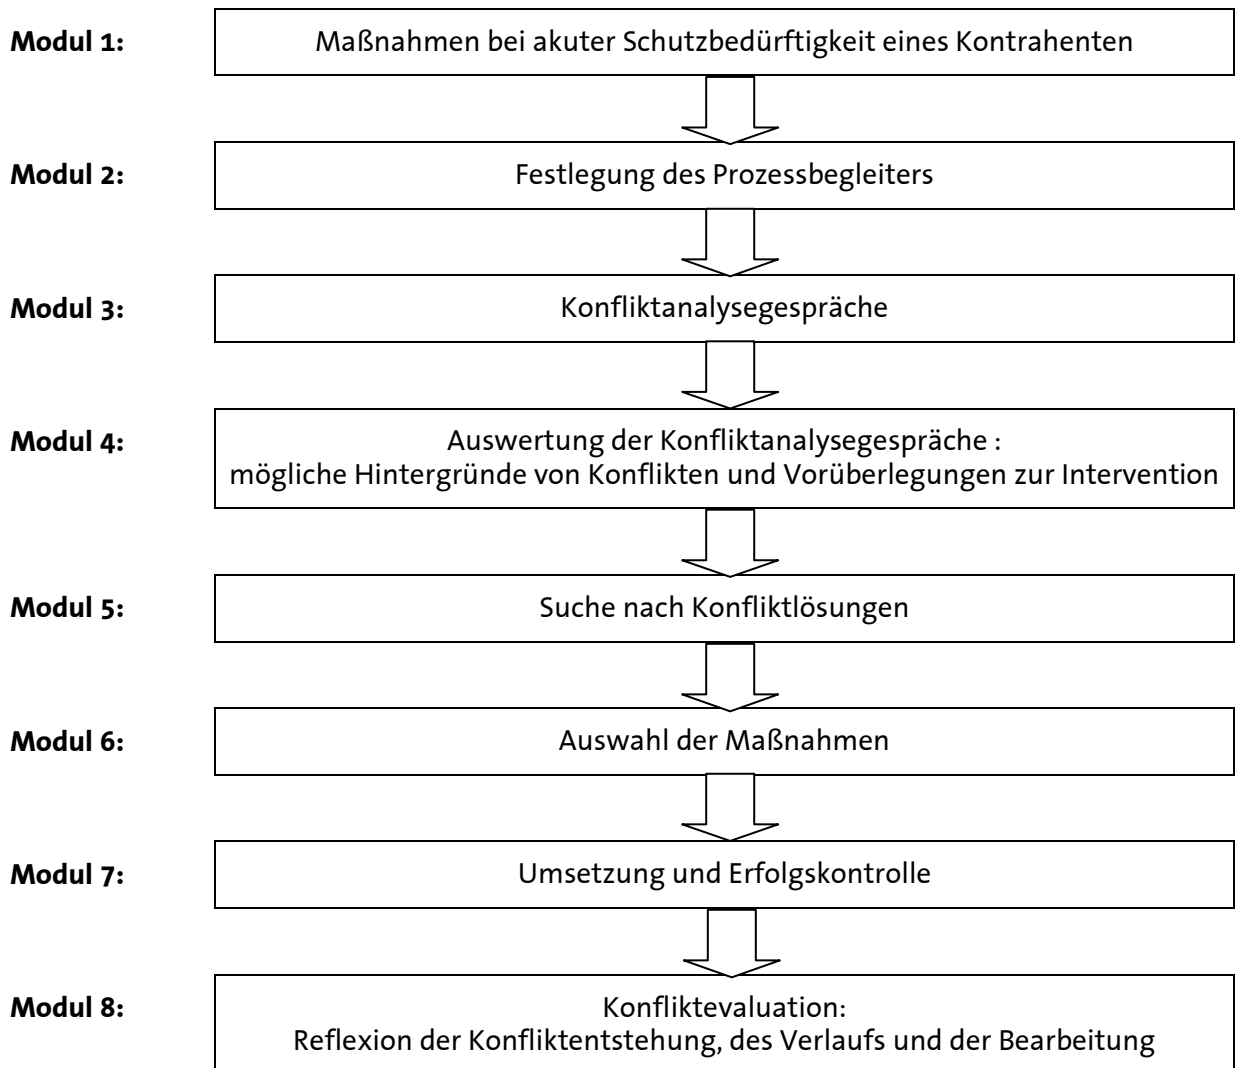 Modul 1:
Maßnahmen bei akuter Schutzbedürftigkeit eines Kontrahenten
Modul 2:
Festlegung des Prozessbegleiters
Modul 3:
Konfliktanalysegespräche
Modul 4:
Auswertung der Konfliktanalysegespräche :
mögliche Hintergründe von Konflikten und Vorüberlegungen zur Intervention
Modul 5:
Suche nach Konfliktlösungen
Modul 6:
Auswahl der Maßnahmen
Modul 7:
Umsetzung und Erfolgskontrolle
Modul 8:
Konfliktevaluation:
Reflexion der Konfliktentstehung, des Verlaufs und der Bearbeitung